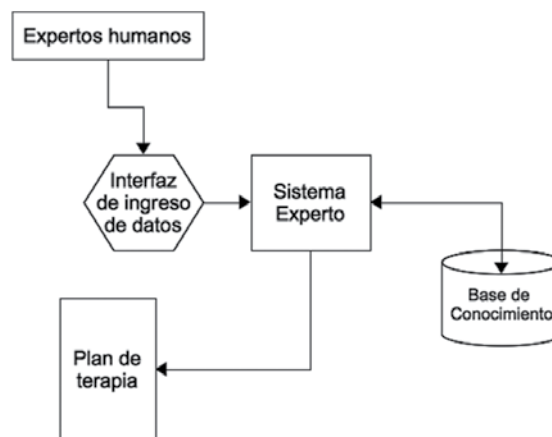 Expertos humanos
Interfaz
de ingreso
de datos
Sistema
Experto
Base de
Conocimiento
Plan de
terapia